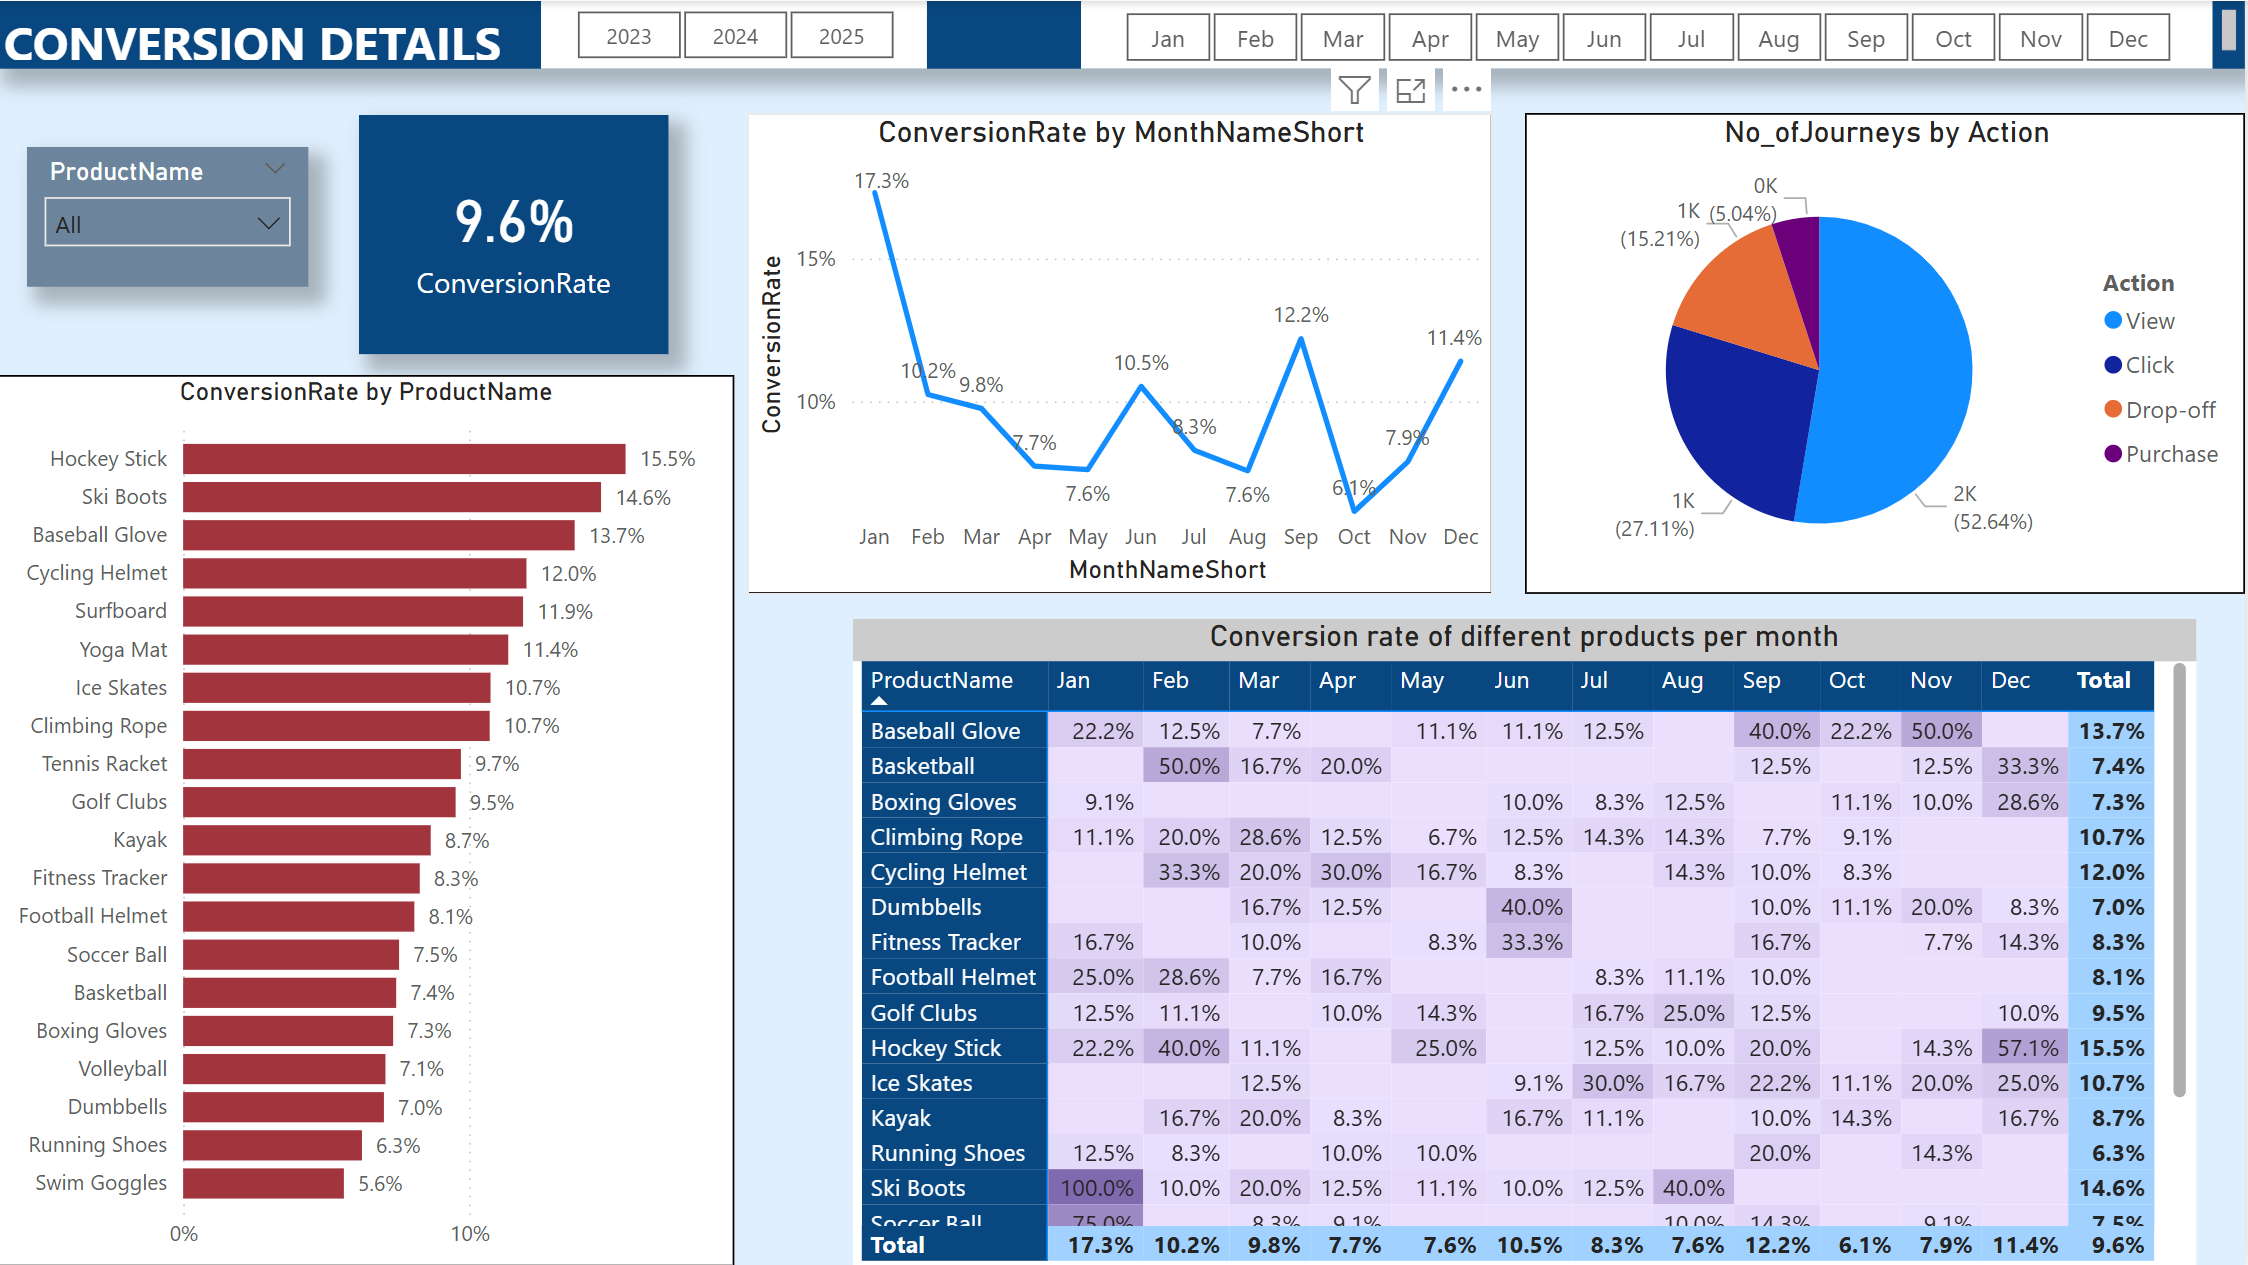 CONVERSION DETAILS
2023 2024 2025
Jan Feb Mar Apr May Jun Jul Aug Sep Oct Nov Dec
ProductName
All
9.6%
ConversionRate
ConversionRate by MonthNameShort
ConversionRate
15%
10%
17.3% 10.2% 9.8% 7.7% 7.6% 10.5% 8.3% 7.6% 12.2% 6.1% 7.9% 11.4%
Jan Feb Mar Apr May Jun Jul Aug Sep Oct Nov Dec
MonthNameShort
No_ofJourneys by Action
0K
(5.04%)
1K
(15.21%)
1K
(27.11%)
2K
(52.64%)
Action
View
Click
Drop-off
Purchase
ConversionRate by ProductName
Hockey Stick 15.5%
Ski Boots 14.6%
Baseball Glove 13.7%
Cycling Helmet 12.0%
Surfboard 11.9%
Yoga Mat 11.4%
Ice Skates 10.7%
Climbing Rope 10.7%
Tennis Racket 9.7%
Golf Clubs 9.5%
Kayak 8.7%
Fitness Tracker 8.3%
Football Helmet 8.1%
Soccer Ball 7.5%
Basketball 7.4%
Boxing Gloves 7.3%
Volleyball 7.1%
Dumbbells 7.0%
Running Shoes 6.3%
Swim Goggles 5.6%
0% 10%
Conversion rate of different products per month
ProductName Jan Feb Mar Apr May Jun Jul Aug Sep Oct Nov Dec Total
Baseball Glove 22.2% 12.5% 7.7% 11.1% 11.1% 12.5% 40.0% 22.2% 50.0% 13.7%
Basketball 50.0% 16.7% 20.0% 12.5% 12.5% 33.3% 7.4%
Boxing Gloves 9.1% 10.0% 8.3% 12.5% 11.1% 10.0% 28.6% 7.3%
Climbing Rope 11.1% 20.0% 28.6% 12.5% 6.7% 12.5% 14.3% 14.3% 7.7% 9.1% 10.7%
Cycling Helmet 33.3% 20.0% 30.0% 16.7% 8.3% 14.3% 10.0% 8.3% 12.0%
Dumbbells 16.7% 12.5% 40.0% 10.0% 11.1% 20.0% 8.3% 7.0%
Fitness Tracker 16.7% 10.0% 8.3% 33.3% 16.7% 7.7% 14.3% 8.3%
Football Helmet 25.0% 28.6% 7.7% 16.7% 8.3% 11.1% 10.0% 8.1%
Golf Clubs 12.5% 11.1% 10.0% 14.3% 16.7% 25.0% 12.5% 10.0% 9.5%
Hockey Stick 22.2% 40.0% 11.1% 25.0% 12.5% 10.0% 20.0% 14.3% 57.1% 15.5%
Ice Skates 12.5% 9.1% 30.0% 16.7% 22.2% 11.1% 20.0% 25.0% 10.7%
Kayak 16.7% 20.0% 8.3% 16.7% 11.1% 10.0% 14.3% 16.7% 8.7%
Running Shoes 12.5% 8.3% 10.0% 10.0% 20.0% 14.3% 6.3%
Ski Boots 100.0% 10.0% 20.0% 12.5% 11.1% 10.0% 12.5% 40.0% 14.6%
Soccer Ball 75.0% 8.3% 9.1% 10.0% 14.3% 9.1% 7.5%
Total 17.3% 10.2% 9.8% 7.7% 7.6% 10.5% 8.3% 7.6% 12.2% 6.1% 7.9% 11.4% 9.6%